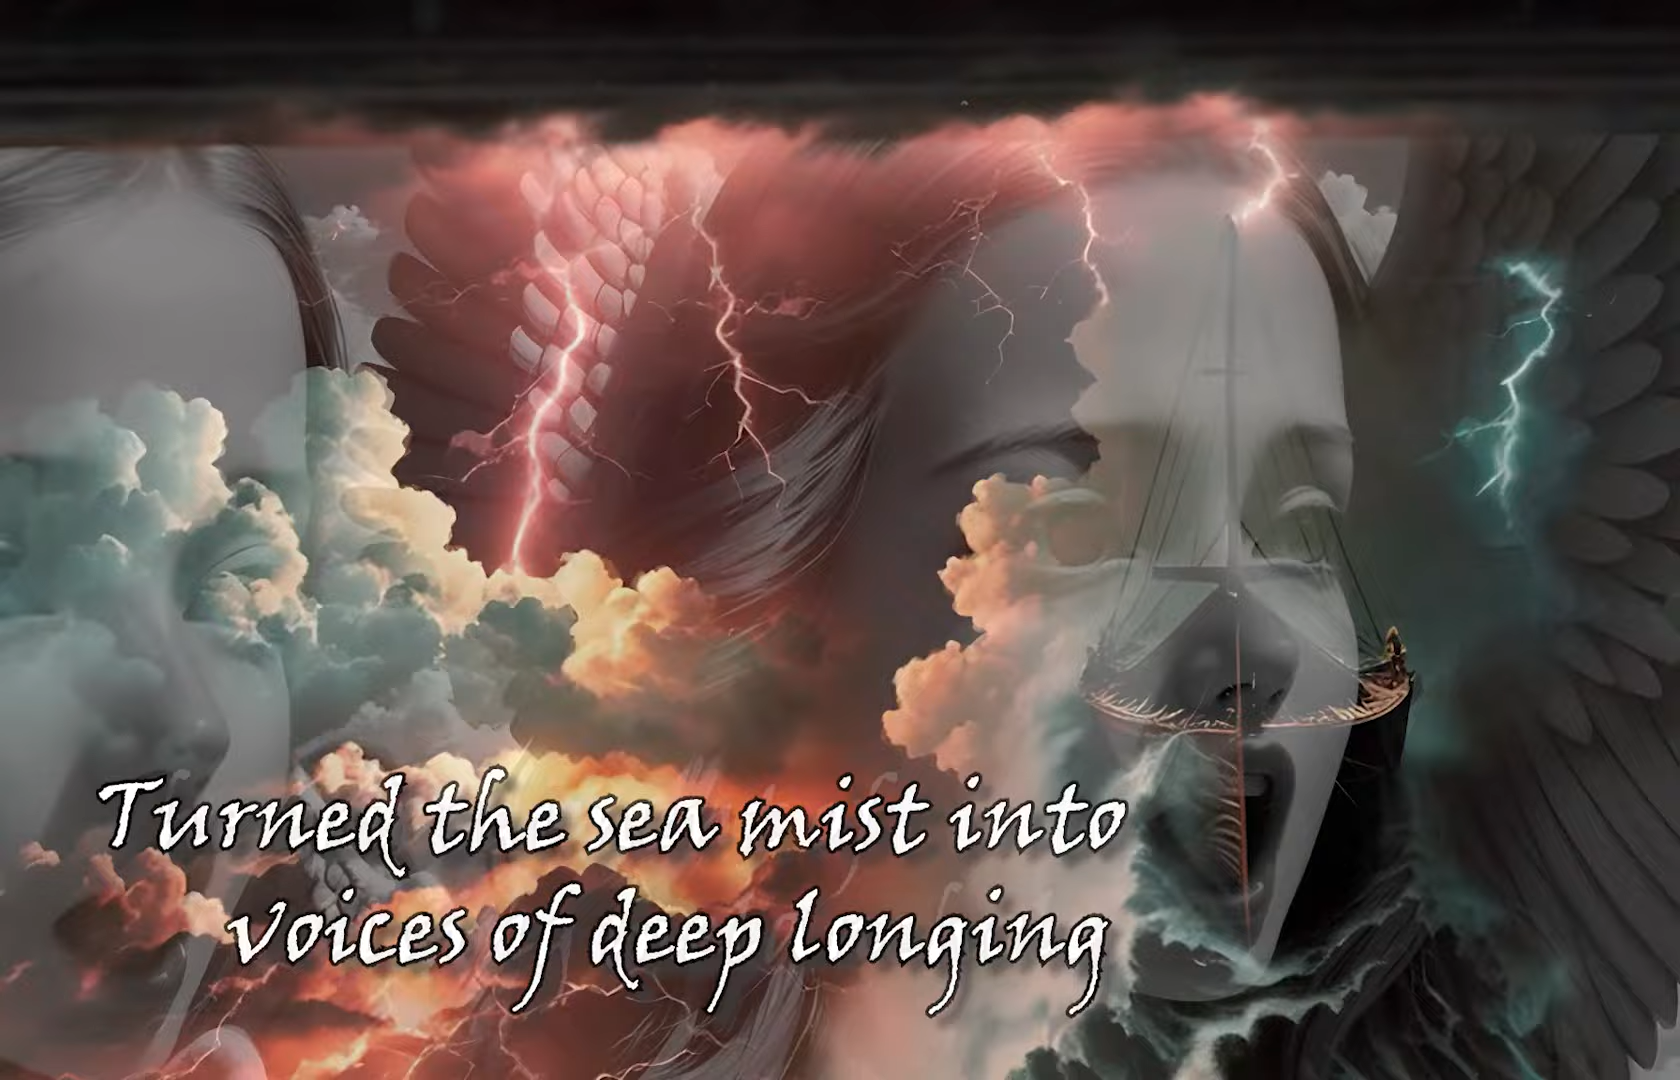 Turned the sea mist into
voices of deep longing